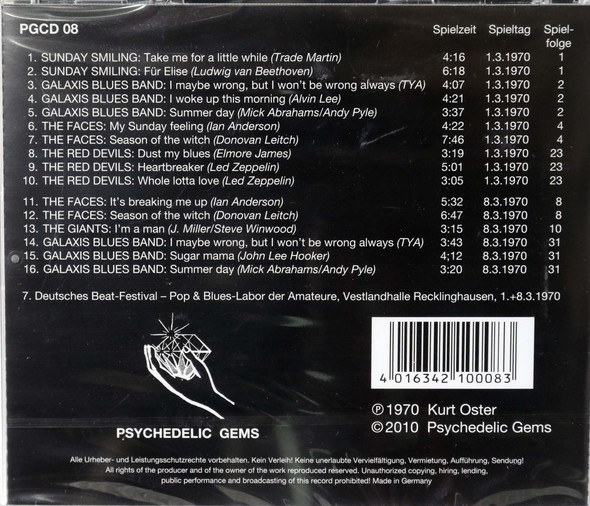 PGCD 08 Spielzeit Spieltag Spiel-
folge
1. SUNDAY SMILING: Take me for a little while (Trade Martin) 4:16 1.3.1970 1
2. SUNDAY SMILING: Für Elise (Ludwig van Beethoven) 6:18 1.3.1970 1
3. GALAXIS BLUES BAND: I maybe wrong, but I won't be wrong always (TYA) 4:07 1.3.1970 2
4. GALAXIS BLUES BAND: I woke up this morning (Alvin Lee) 4:21 1.3.1970 2
5. GALAXIS BLUES BAND: Summer day (Mick Abrahams/Andy Pyle) 3:37 1.3.1970 2
6. THE FACES: My Sunday feeling (Ian Anderson) 4:22 1.3.1970 4
7. THE FACES: Season of the witch (Donovan Leitch) 7:46 1.3.1970 4
8. THE RED DEVILS: Dust my blues (Elmore James) 3:19 1.3.1970 23
9. THE RED DEVILS: Heartbreaker (Led Zeppelin) 5:01 1.3.1970 23
10. THE RED DEVILS: Whole lotta love (Led Zeppelin) 3:05 1.3.1970 23
11. THE FACES: It's breaking me up (Ian Anderson) 5:32 8.3.1970 8
12. THE FACES: Season of the witch (Donovan Leitch) 6:47 8.3.1970 8
13. THE GIANTS: I'm a man (J. Miller/Steve Winwood) 3:15 8.3.1970 10
14. GALAXIS BLUES BAND: I maybe wrong, but I won't be wrong always (TYA) 3:43 8.3.1970 31
15. GALAXIS BLUES BAND: Sugar mama (John Lee Hooker) 4;12 8.3.1970 31
16. GALAXIS BLUES BAND: Summer day (Mick Abrahams/Andy Pyle) 3:20 8.3.1970 31
7. Deutsches Beat-Festival – Pop & Blues-Labor der Amateure, Vestlandhalle Recklinghausen, 1.+8.3.1970
4 016342 100083
℗ 1970 Kurt Oster
© 2010 Psychedelic Gems
PSYCHEDELIC GEMS
Alle Urheber- und Leistungsschutzrechte vorbehalten. Kein Verleih! Keine unerlaubte Vervielfältigung, Vermietung, Aufführung, Sendung!
All rights of the producer and of the owner of the work reproduced reserved. Unauthorized copying, hiring, lending,
public performance and broadcasting of this record prohibited! Made in Germany